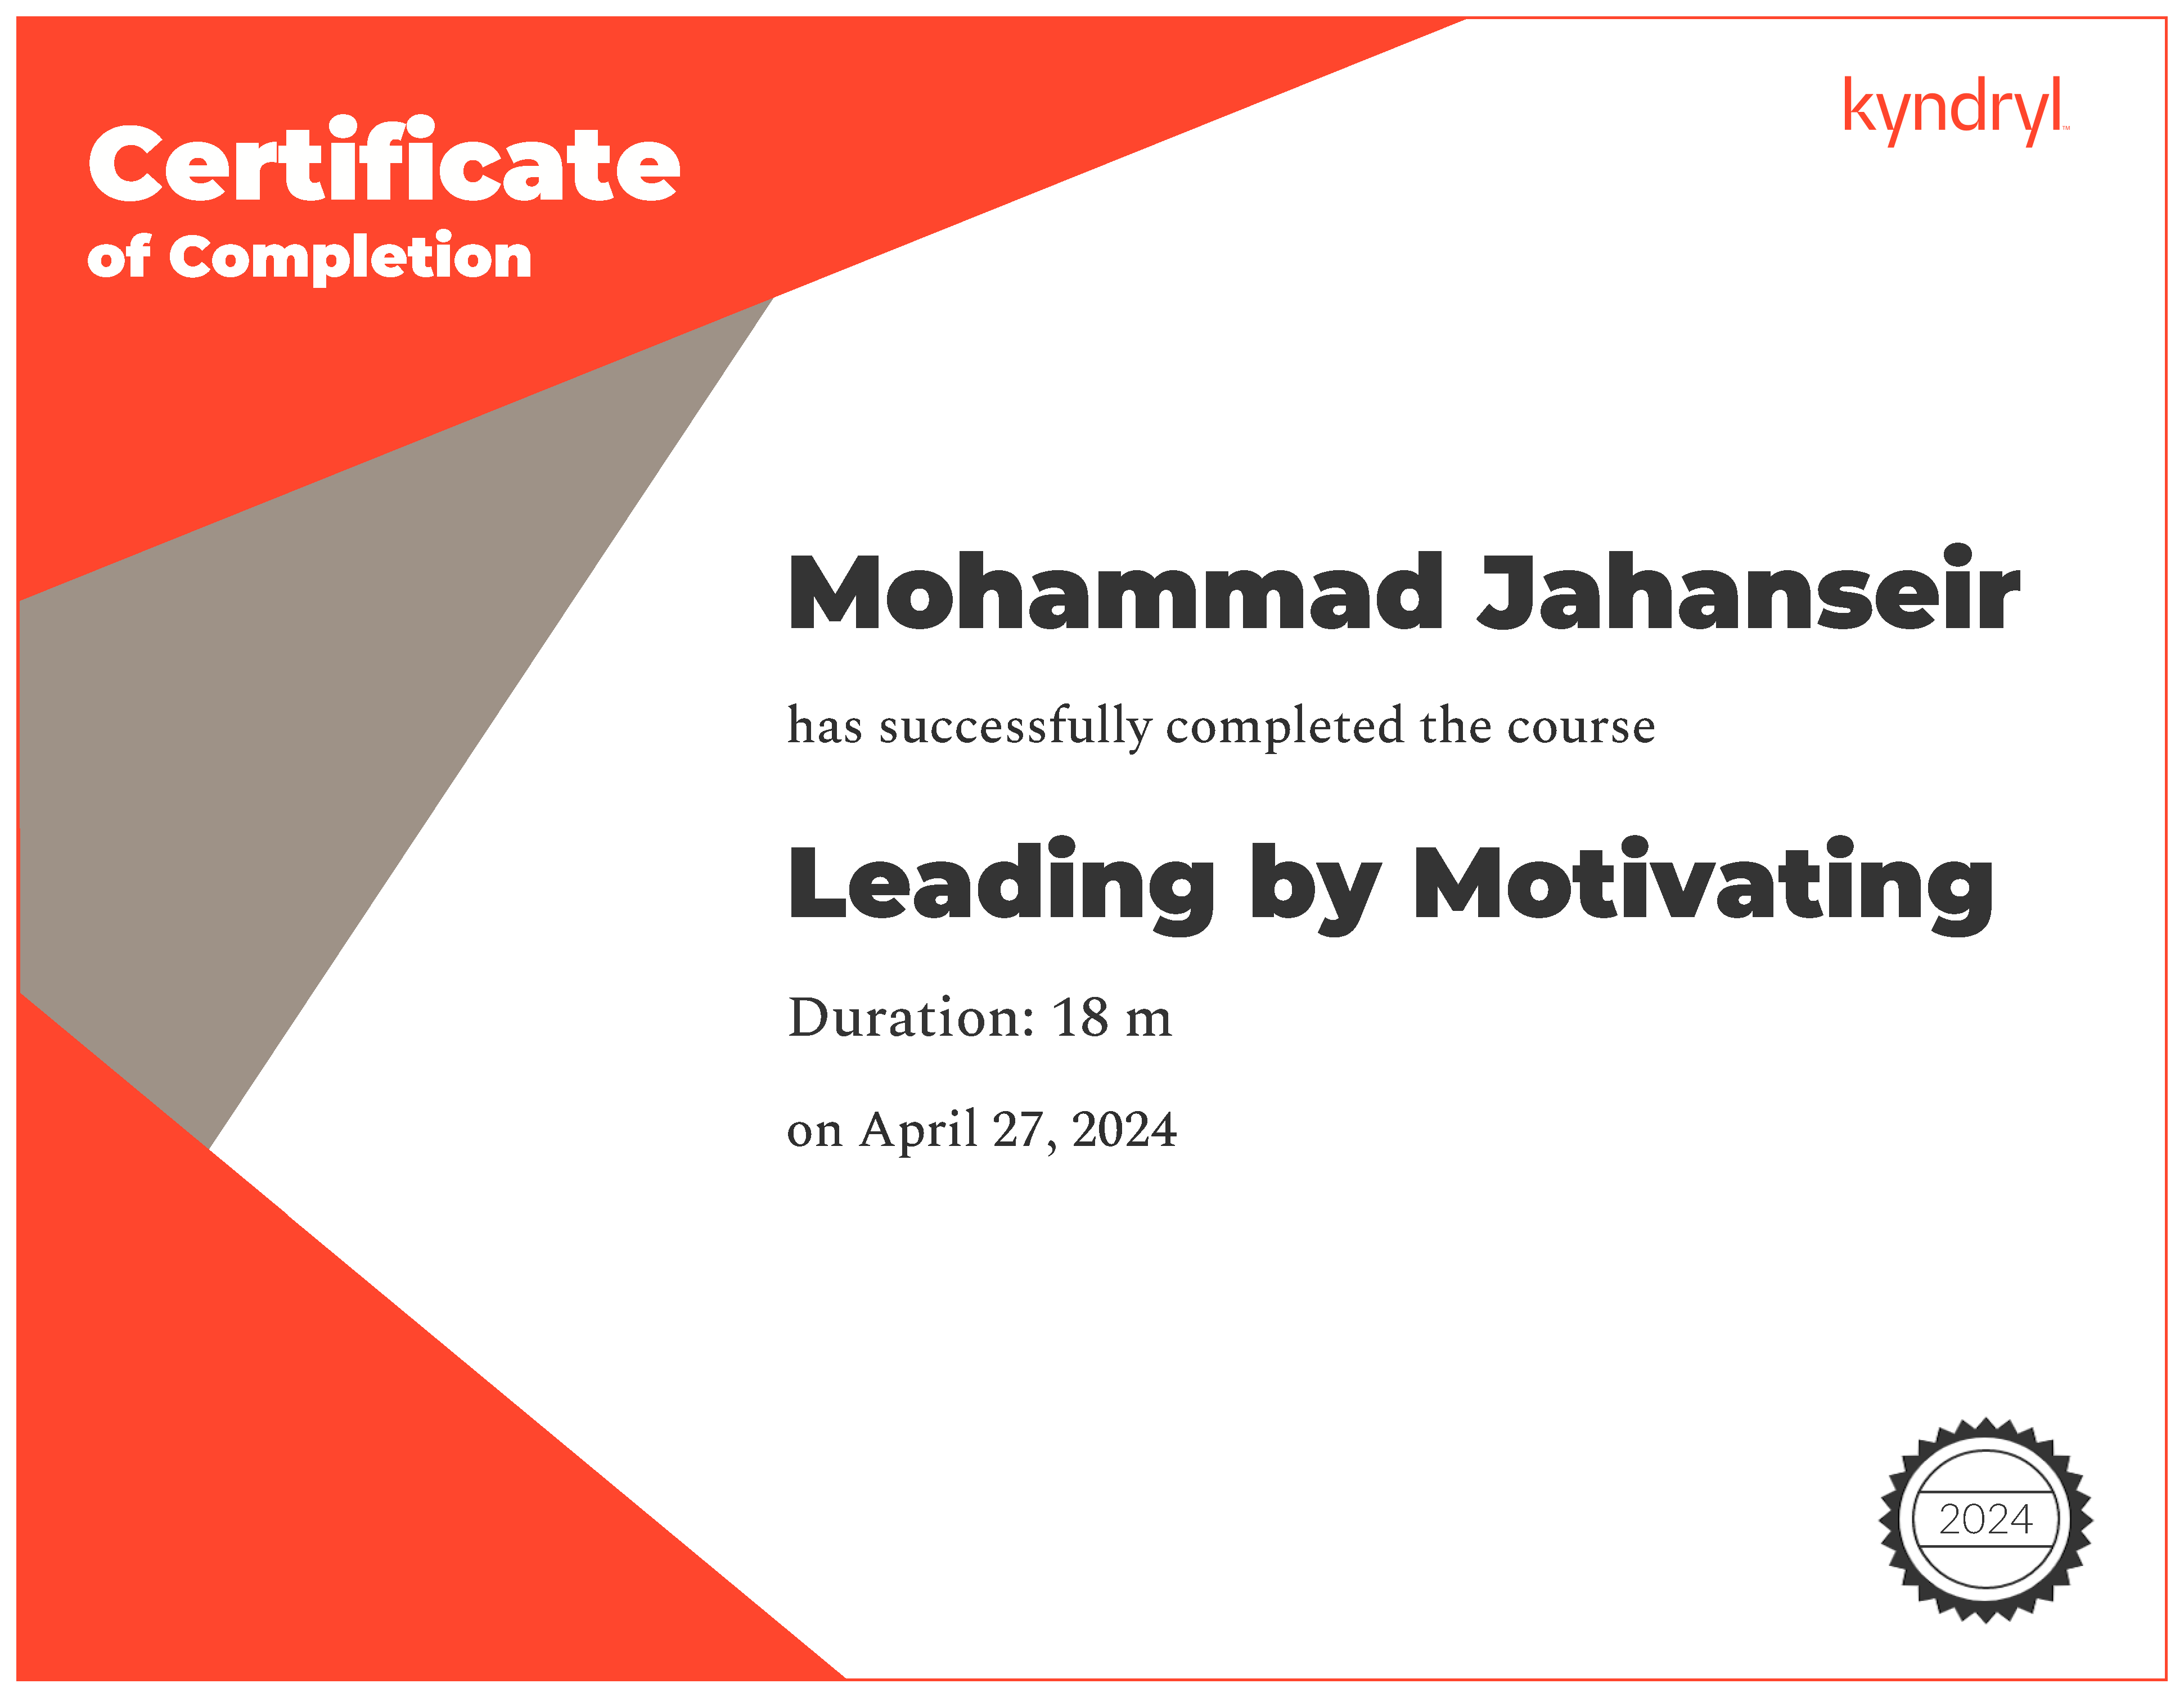 Certificate
of Completion
kyndryl™
Mohammad Jahanseir
has successfully completed the course
Leading by Motivating
Duration: 18 m
on April 27, 2024
2024